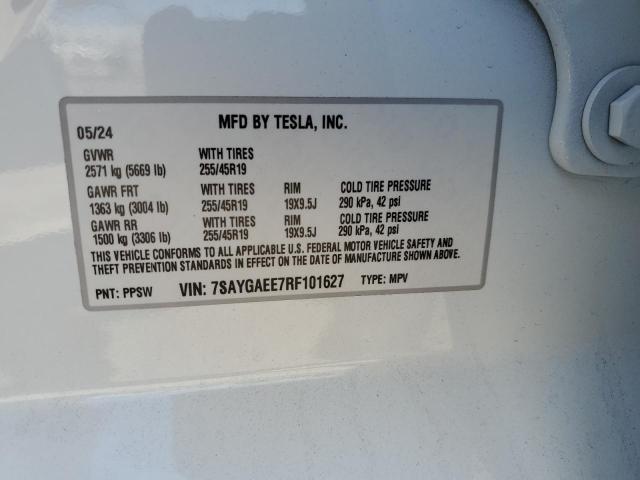 MFD BY TESLA, INC.
05/24
GVWR WITH TIRES
2571 kg (5669 lb) 255/45R19
GAWR FRT WITH TIRES RIM COLD TIRE PRESSURE
1363 kg (3004 lb) 255/45R19 19X9.5J 290 kPa, 42 psi
GAWR RR WITH TIRES RIM COLD TIRE PRESSURE
1500 kg (3306 lb) 255/45R19 19X9.5J 290 kPa, 42 psi
THIS VEHICLE CONFORMS TO ALL APPLICABLE U.S. FEDERAL MOTOR VEHICLE SAFETY AND
THEFT PREVENTION STANDARDS IN EFFECT ON THE DATE OF MANUFACTURE SHOWN ABOVE.
PNT: PPSW VIN: 7SAYGAEE7RF101627 TYPE: MPV